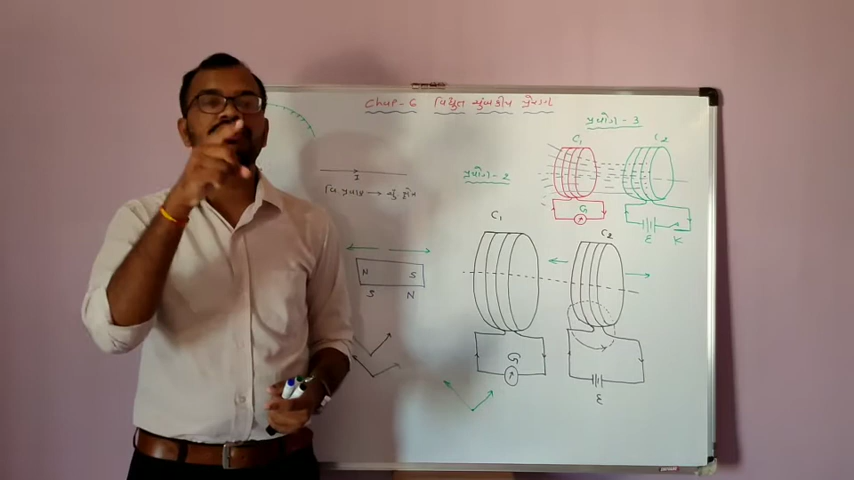 Chap-6 વિદ્યુત ચુંબકીય પ્રેરણ
I
વિ.પ્રવાહ → ચું.ક્ષેત્ર
N S
S N
પ્રયોગ-2
C₁ C₂
G
ε
પ્રયોગ-3
C₁ C₂
G
ε K